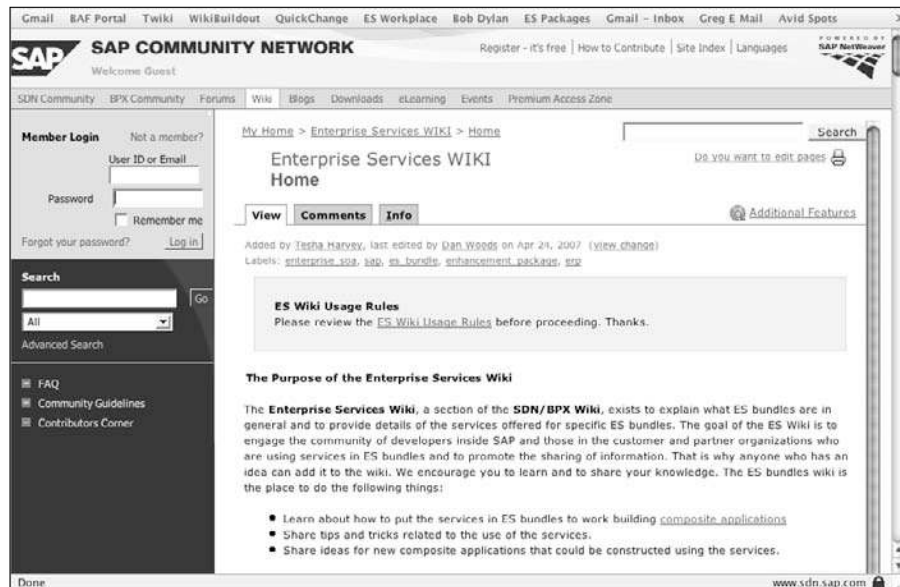 Gmail BAF Portal Twiki WikiBuildout QuickChange ES Workplace Bob Dylan ES Packages Gmail – Inbox Greg E Mail Avid Spots
SAP
SAP COMMUNITY NETWORK
Welcome Guest
Register - it's free | How to Contribute | Site Index | Languages
POWERED BY
SAP NetWeaver
SDN Community BPX Community Forums Wiki Blogs Downloads eLearning Events Premium Access Zone
Member Login Not a member?
User ID or Email
Password
Remember me
Forgot your password? Log in
Search
Go
All
Advanced Search
FAQ
Community Guidelines
Contributors Corner
My Home > Enterprise Services WIKI > Home
Search
Enterprise Services WIKI
Home
Do you want to edit pages
View Comments Info
Additional Features
Added by Tesha Harvey, last edited by Dan Woods on Apr 24, 2007 (view change)
Labels: enterprise_soa, sap, es_bundle, enhancement_package, erp
ES Wiki Usage Rules
Please review the ES Wiki Usage Rules before proceeding. Thanks.
The Purpose of the Enterprise Services Wiki
The Enterprise Services Wiki, a section of the SDN/BPX Wiki, exists to explain what ES bundles are in
general and to provide details of the services offered for specific ES bundles. The goal of the ES Wiki is to
engage the community of developers inside SAP and those in the customer and partner organizations who
are using services in ES bundles and to promote the sharing of information. That is why anyone who has an
idea can add it to the wiki. We encourage you to learn and to share your knowledge. The ES bundles wiki is
the place to do the following things:
• Learn about how to put the services in ES bundles to work building composite applications
• Share tips and tricks related to the use of the services.
• Share ideas for new composite applications that could be constructed using the services.
Done
www.sdn.sap.com